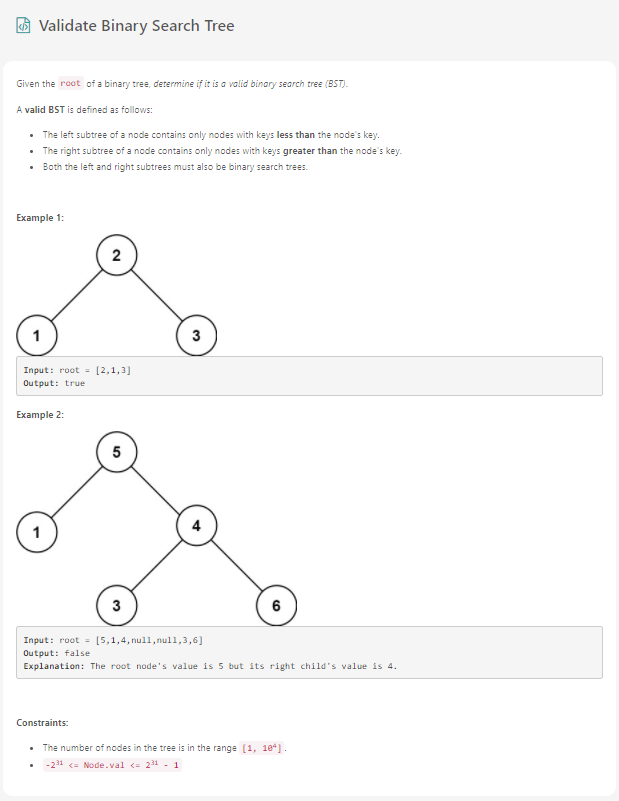 Validate Binary Search Tree
Given the root of a binary tree, determine if it is a valid binary search tree (BST).
A valid BST is defined as follows:
• The left subtree of a node contains only nodes with keys less than the node's key.
• The right subtree of a node contains only nodes with keys greater than the node's key.
• Both the left and right subtrees must also be binary search trees.
Example 1:
2
1 3
Input: root = [2,1,3]
Output: true
Example 2:
5
1 4
3 6
Input: root = [5,1,4,null,null,3,6]
Output: false
Explanation: The root node's value is 5 but its right child's value is 4.
Constraints:
• The number of nodes in the tree is in the range [1, 10⁴].
• -2³¹ <= Node.val <= 2³¹ - 1